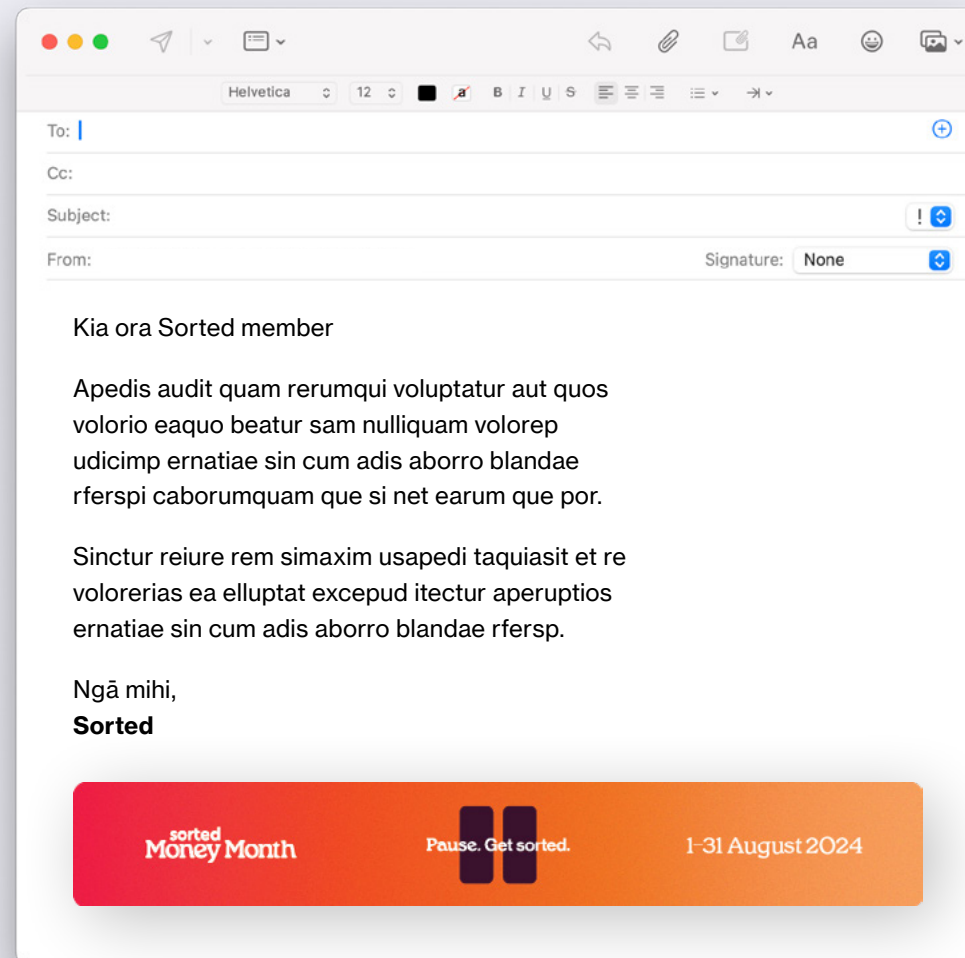 Aa
Helvetica
12
a
B I U S
To:
Cc:
Subject:
!
From:
Signature: None
Kia ora Sorted member
Apedis audit quam rerumqui voluptatur aut quos
volorio eaquo beatur sam nulliquam volorep
udicimp ernatiae sin cum adis aborro blandae
rferspi caborumquam que si net earum que por.
Sinctur reiure rem simaxim usapedi taquiasit et re
volorerias ea elluptat excepud itectur aperuptios
ernatiae sin cum adis aborro blandae rfersp.
Ngā mihi,
Sorted
sorted
Money Month
Pause. Get sorted.
1-31 August 2024